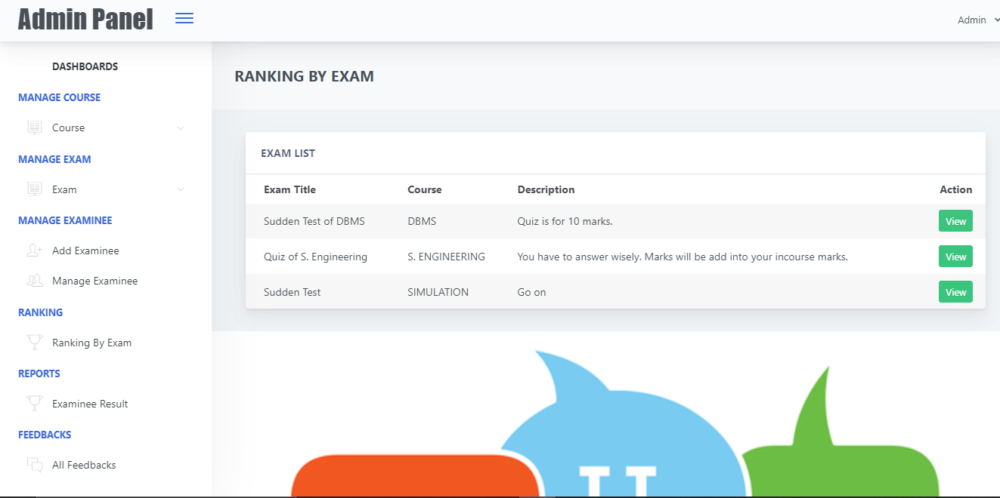 Admin Panel
Admin
DASHBOARDS
MANAGE COURSE
Course
MANAGE EXAM
Exam
MANAGE EXAMINEE
Add Examinee
Manage Examinee
RANKING
Ranking By Exam
REPORTS
Examinee Result
FEEDBACKS
All Feedbacks
RANKING BY EXAM
EXAM LIST
Exam Title Course Description Action
Sudden Test of DBMS DBMS Quiz is for 10 marks. View
Quiz of S. Engineering S. ENGINEERING You have to answer wisely. Marks will be add into your incourse marks. View
Sudden Test SIMULATION Go on View